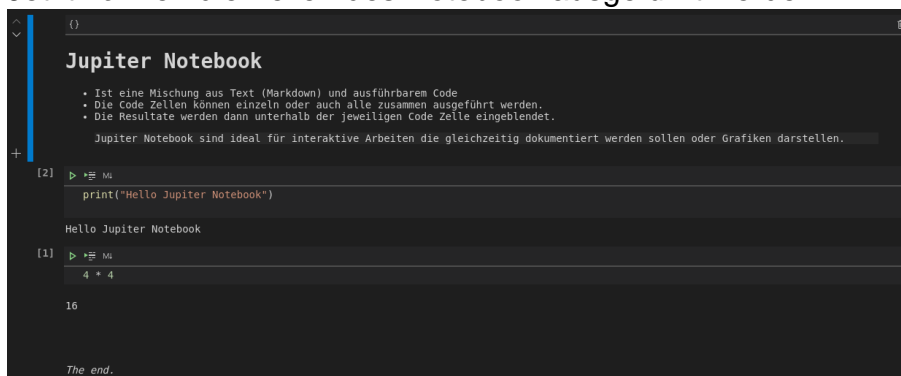 {}
Jupiter Notebook
• Ist eine Mischung aus Text (Markdown) und ausführbarem Code
• Die Code Zellen können einzeln oder auch alle zusammen ausgeführt werden.
• Die Resultate werden dann unterhalb der jeweiligen Code Zelle eingeblendet.
Jupiter Notebook sind ideal für interaktive Arbeiten die gleichzeitig dokumentiert werden sollen oder Grafiken darstellen.
[2] M↓
print("Hello Jupiter Notebook")
Hello Jupiter Notebook
[1] M↓
4 * 4
16
The end.